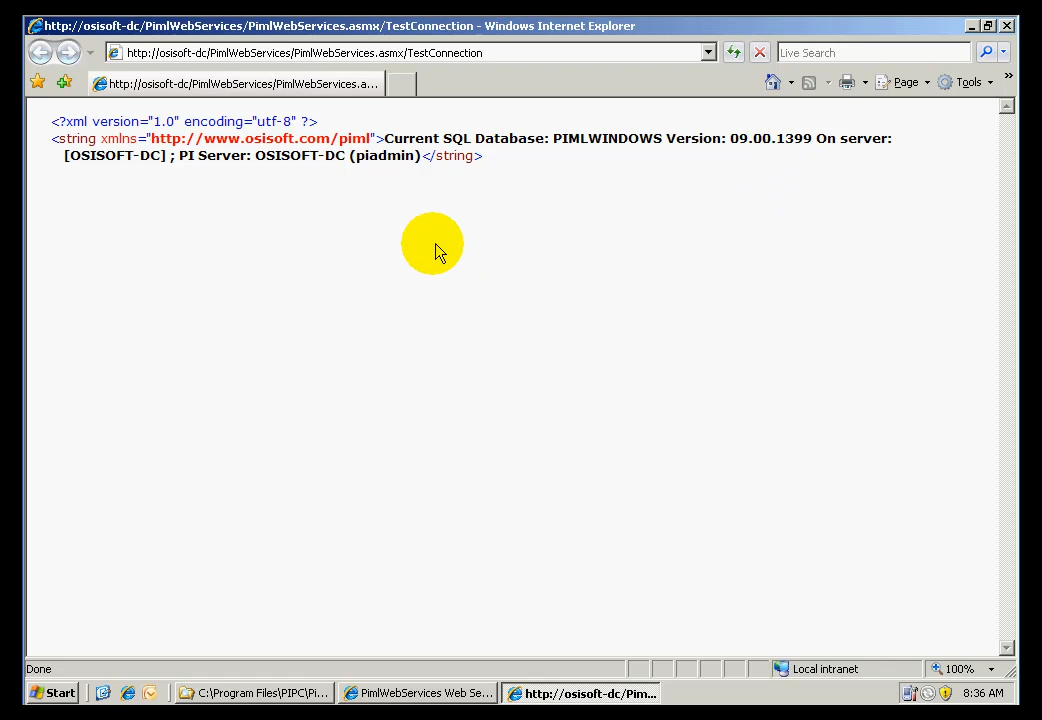 http://osisoft-dc/PimlWebServices/PimlWebServices.asmx/TestConnection - Windows Internet Explorer
http://osisoft-dc/PimlWebServices/PimlWebServices.asmx/TestConnection
Live Search
http://osisoft-dc/PimlWebServices/PimlWebServices.a...
Page
Tools
»
<?xml version="1.0" encoding="utf-8" ?>
<string xmlns="http://www.osisoft.com/piml">Current SQL Database: PIMLWINDOWS Version: 09.00.1399 On server:
[OSISOFT-DC] ; PI Server: OSISOFT-DC (piadmin)</string>
Done
Local intranet
100%
Start
C:\Program Files\PIPC\Pi...
PimlWebServices Web Se...
http://osisoft-dc/Pim...
8:36 AM